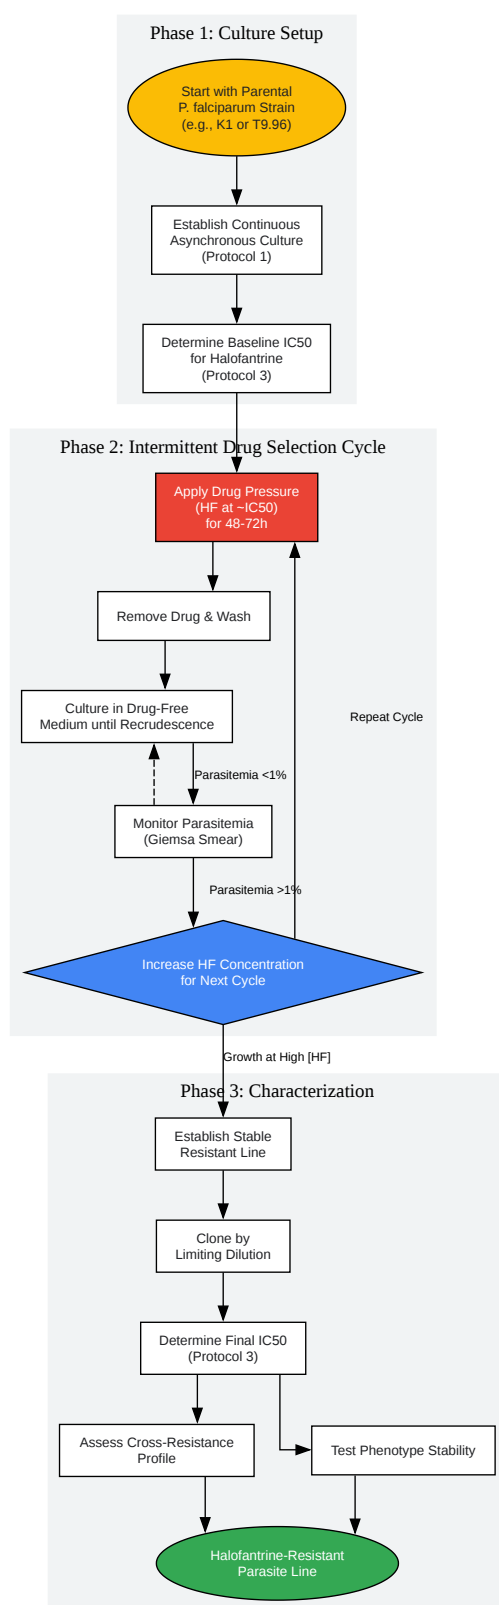 Phase 1: Culture Setup
Start with Parental
P. falciparum Strain
(e.g., K1 or T9.96)
Establish Continuous
Asynchronous Culture
(Protocol 1)
Determine Baseline IC50
for Halofantrine
(Protocol 3)
Phase 2: Intermittent Drug Selection Cycle
Apply Drug Pressure
(HF at ~IC50)
for 48-72h
Remove Drug & Wash
Culture in Drug-Free
Medium until Recrudescence
Repeat Cycle
Parasitemia <1%
Monitor Parasitemia
(Giemsa Smear)
Parasitemia >1%
Increase HF Concentration
for Next Cycle
Growth at High [HF]
Phase 3: Characterization
Establish Stable
Resistant Line
Clone by
Limiting Dilution
Determine Final IC50
(Protocol 3)
Assess Cross-Resistance
Profile
Test Phenotype Stability
Halofantrine-Resistant
Parasite Line